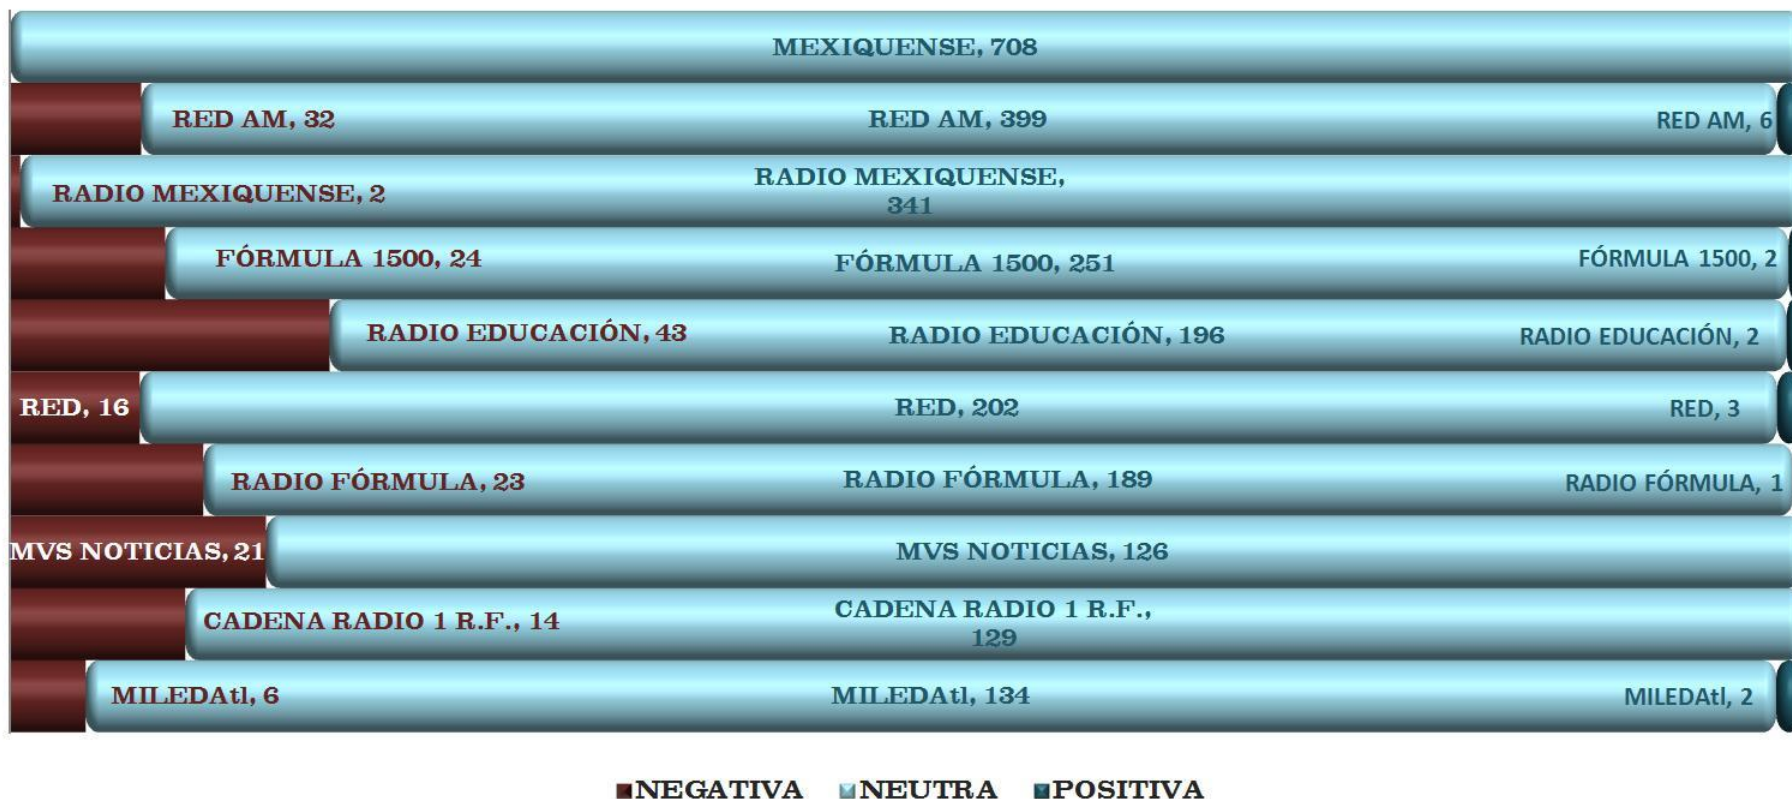 MEXIQUENSE, 708
RED AM, 32 RED AM, 399 RED AM, 6
RADIO MEXIQUENSE, 2 RADIO MEXIQUENSE,
341
FÓRMULA 1500, 24 FÓRMULA 1500, 251 FÓRMULA 1500, 2
RADIO EDUCACIÓN, 43 RADIO EDUCACIÓN, 196 RADIO EDUCACIÓN, 2
RED, 16 RED, 202 RED, 3
RADIO FÓRMULA, 23 RADIO FÓRMULA, 189 RADIO FÓRMULA, 1
MVS NOTICIAS, 21 MVS NOTICIAS, 126
CADENA RADIO 1 R.F., 14 CADENA RADIO 1 R.F.,
129
MILEDAtl, 6 MILEDAtl, 134 MILEDAtl, 2
NEGATIVA NEUTRA POSITIVA